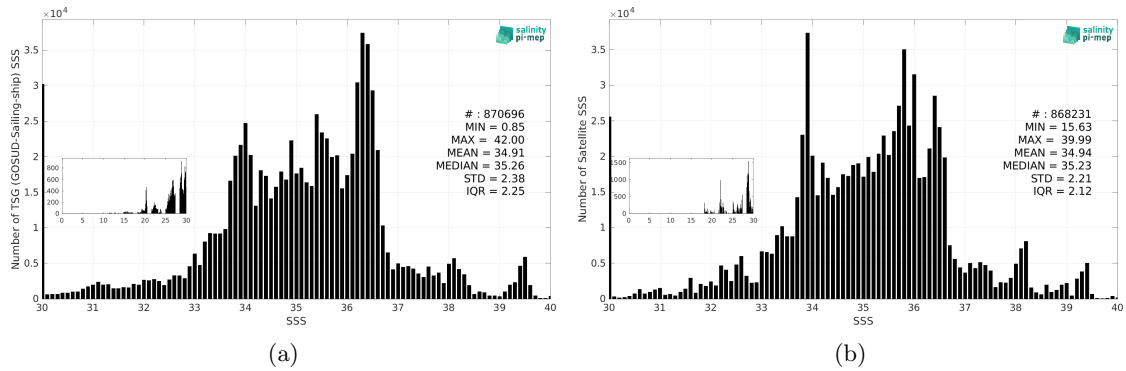 ×10⁴
3.5
3
2.5
2
1.5
1
0.5
0
Number of TSG (GOSUD-Sailing-ship) SSS
salinity
pi-mep
# : 870696
MIN = 0.85
MAX = 42.00
MEAN = 34.91
MEDIAN = 35.26
STD = 2.38
IQR = 2.25
800
600
400
200
0
0 5 10 15 20 25 30
30 31 32 33 34 35 36 37 38 39 40
SSS
(a)
×10⁴
3.5
3
2.5
2
1.5
1
0.5
0
Number of Satellite SSS
salinity
pi-mep
# : 868231
MIN = 15.63
MAX = 39.99
MEAN = 34.94
MEDIAN = 35.23
STD = 2.21
IQR = 2.12
1500
1000
500
0
0 5 10 15 20 25 30
30 31 32 33 34 35 36 37 38 39 40
SSS
(b)